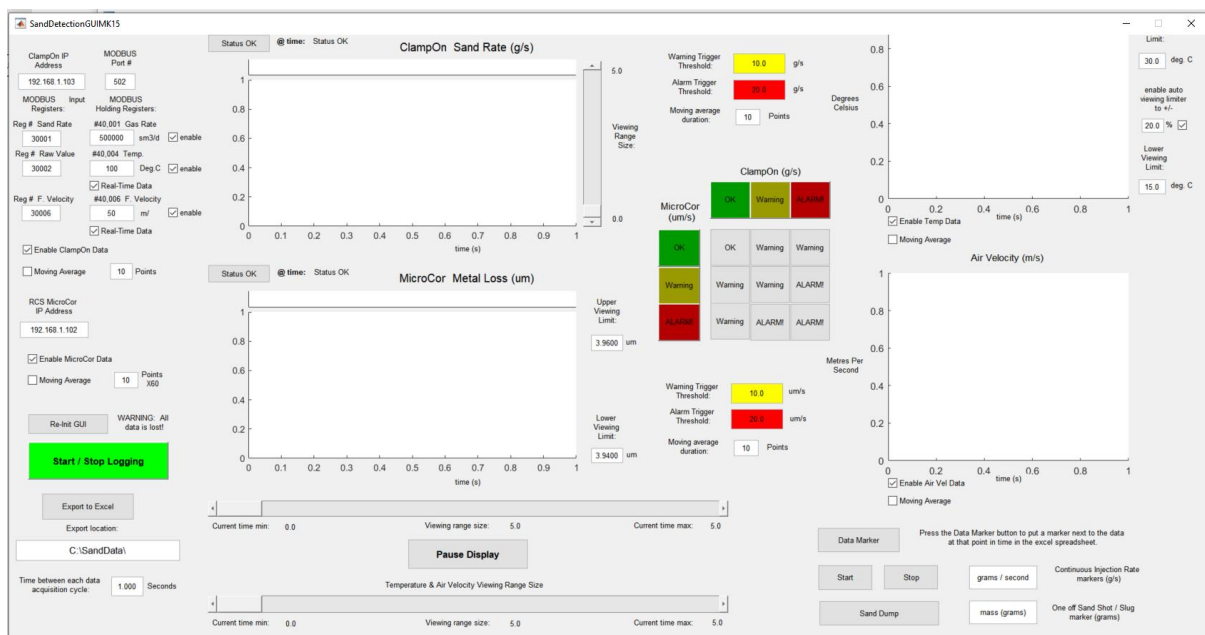 SandDetectionGUIMK15
ClampOn IP
Address
MODBUS
Port #
192.168.1.103
502
MODBUS Input
Registers:
MODBUS
Holding Registers:
Reg # Sand Rate
#40,001 Gas Rate
30001
500000 sm3/d enable
Reg # Raw Value
#40,004 Temp.
30002
100 Deg.C enable
Real-Time Data
Reg # F. Velocity
#40,006 F. Velocity
30006
50 m/ enable
Real-Time Data
Enable ClampOn Data
Moving Average 10 Points
RCS MicroCor
IP Address
192.168.1.102
Enable MicroCor Data
Moving Average 10 Points
X60
Re-Init GUI
WARNING: All
data is lost!
Start / Stop Logging
Export to Excel
Export location:
C:\SandData\
Time between each data
acquisition cycle: 1.000 Seconds
Status OK @ time: Status OK
ClampOn Sand Rate (g/s)
1
0.8
0.6
0.4
0.2
0
0 0.1 0.2 0.3 0.4 0.5 0.6 0.7 0.8 0.9 1
time (s)
5.0
Viewing
Range
Size:
0.0
Status OK @ time: Status OK
MicroCor Metal Loss (um)
1
0.8
0.6
0.4
0.2
0
0 0.1 0.2 0.3 0.4 0.5 0.6 0.7 0.8 0.9 1
time (s)
Upper
Viewing
Limit:
3.9600 um
Lower
Viewing
Limit:
3.9400 um
Current time min: 0.0 Viewing range size: 5.0 Current time max: 5.0
Pause Display
Temperature & Air Velocity Viewing Range Size
Current time min: 0.0 Viewing range size: 5.0 Current time max: 5.0
Warning Trigger
Threshold: 10.0 g/s
Alarm Trigger
Threshold: 20.0 g/s
Moving average
duration: 10 Points
ClampOn (g/s)
MicroCor
(um/s)
OK Warning ALARM!
OK OK Warning Warning
Warning Warning Warning ALARM!
ALARM! Warning ALARM! ALARM!
Warning Trigger
Threshold: 10.0 um/s
Alarm Trigger
Threshold: 20.0 um/s
Moving average
duration: 10 Points
Degrees
Celsius
0.8
0.6
0.4
0.2
0
0 0.2 0.4 0.6 0.8 1
time (s)
Enable Temp Data
Moving Average
Limit:
30.0 deg. C
enable auto
viewing limiter
to +/-
20.0 %
Lower
Viewing
Limit:
15.0 deg. C
Air Velocity (m/s)
Metres Per
Second
1
0.8
0.6
0.4
0.2
0
0 0.2 0.4 0.6 0.8 1
time (s)
Enable Air Vel Data
Moving Average
Data Marker
Press the Data Marker button to put a marker next to the data
at that point in time in the excel spreadsheet.
Start Stop grams / second
Continuous Injection Rate
markers (g/s)
Sand Dump mass (grams)
One off Sand Shot / Slug
marker (grams)